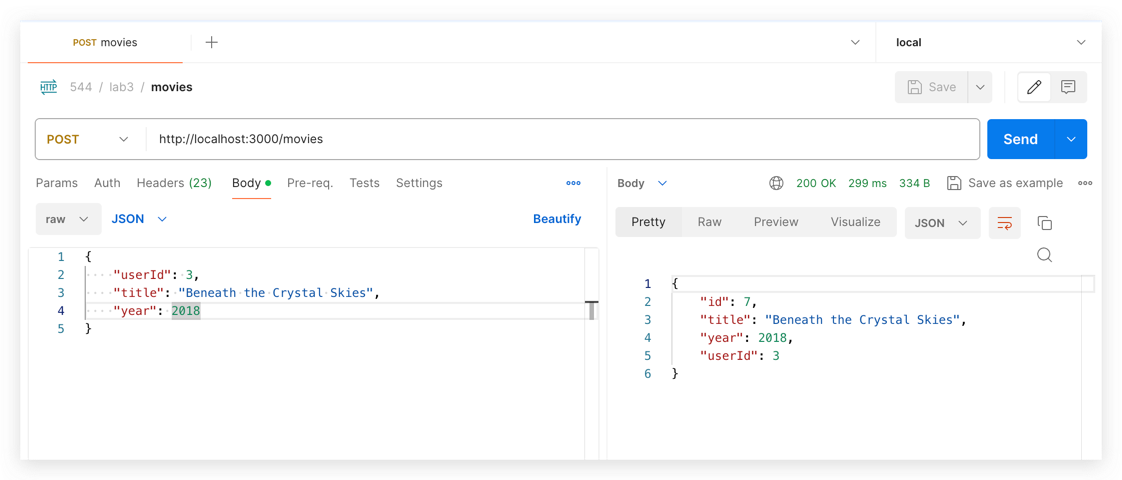 POST movies
local
HTTP 544 / lab3 / movies
Save
POST http://localhost:3000/movies
Send
Params Auth Headers (23) Body Pre-req. Tests Settings
raw JSON Beautify
1 {
2 "userId": 3,
3 "title": "Beneath the Crystal Skies",
4 "year": 2018
5 }
Body 200 OK 299 ms 334 B Save as example
Pretty Raw Preview Visualize JSON
1 {
2 "id": 7,
3 "title": "Beneath the Crystal Skies",
4 "year": 2018,
5 "userId": 3
6 }